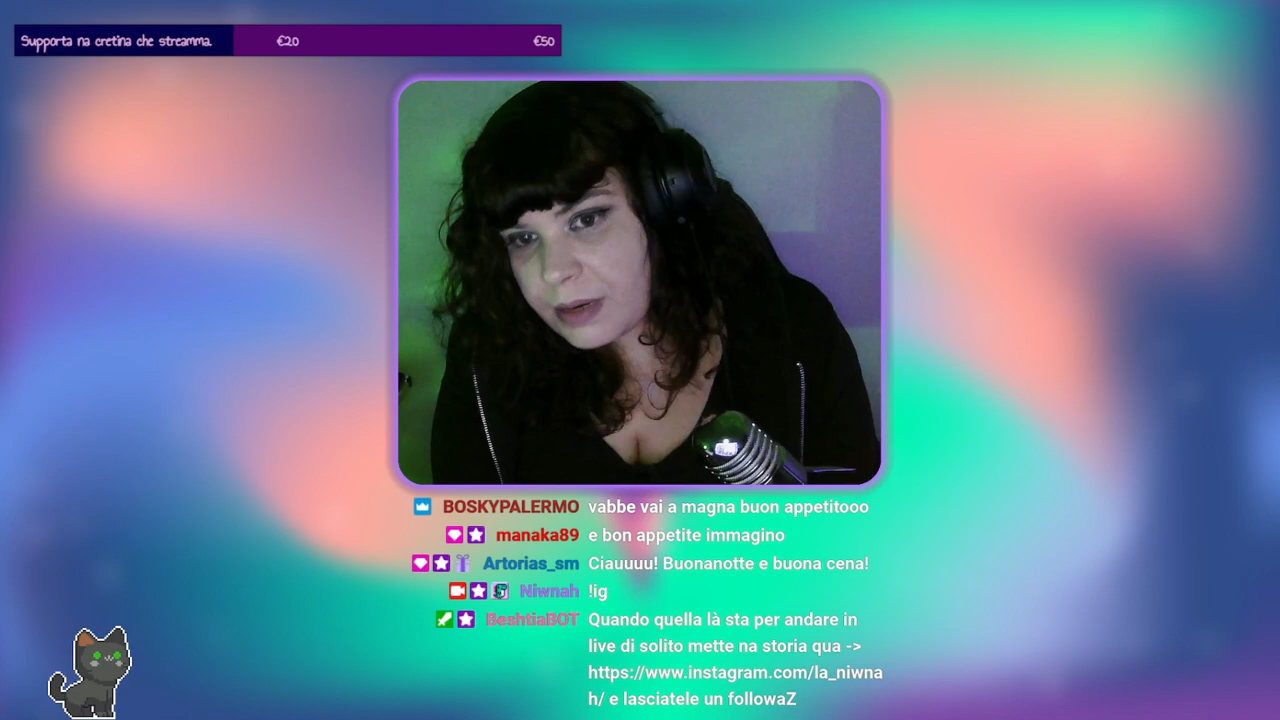 Supporta na cretina che streamma. €20 €50
BOSKYPALERMO vabbe vai a magna buon appetitooo
manaka89 e bon appetite immagino
Artorias_sm Ciauuuu! Buonanotte e buona cena!
Niwnah !ig
BeshtiaBOT Quando quella là sta per andare in
live di solito mette na storia qua ->
https://www.instagram.com/la_niwna
h/ e lasciatele un followaZ